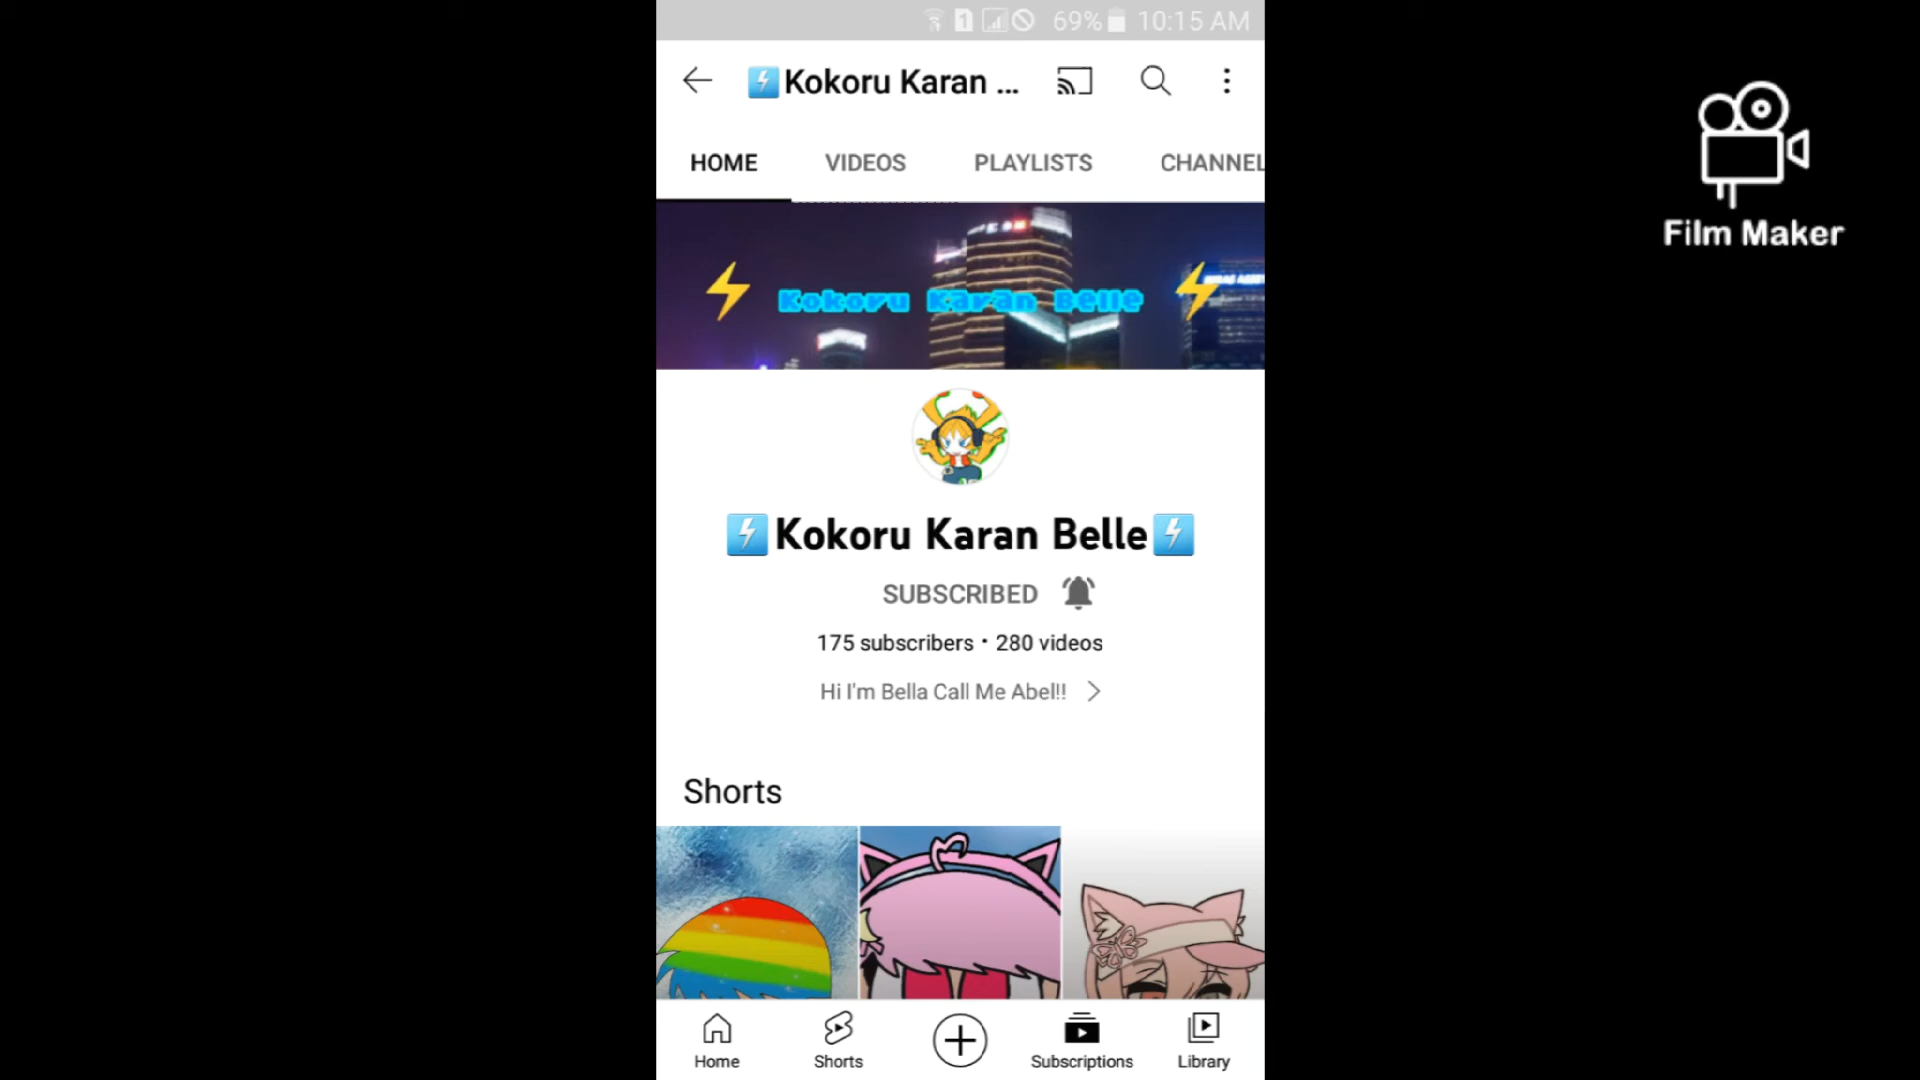 69% 10:15 AM
Kokoru Karan ...
HOME VIDEOS PLAYLISTS CHANNEL
Kokoru Karan Belle
Kokoru Karan Belle
SUBSCRIBED
175 subscribers • 280 videos
Hi I'm Bella Call Me Abel!!
Shorts
Home Shorts Subscriptions Library
Film Maker